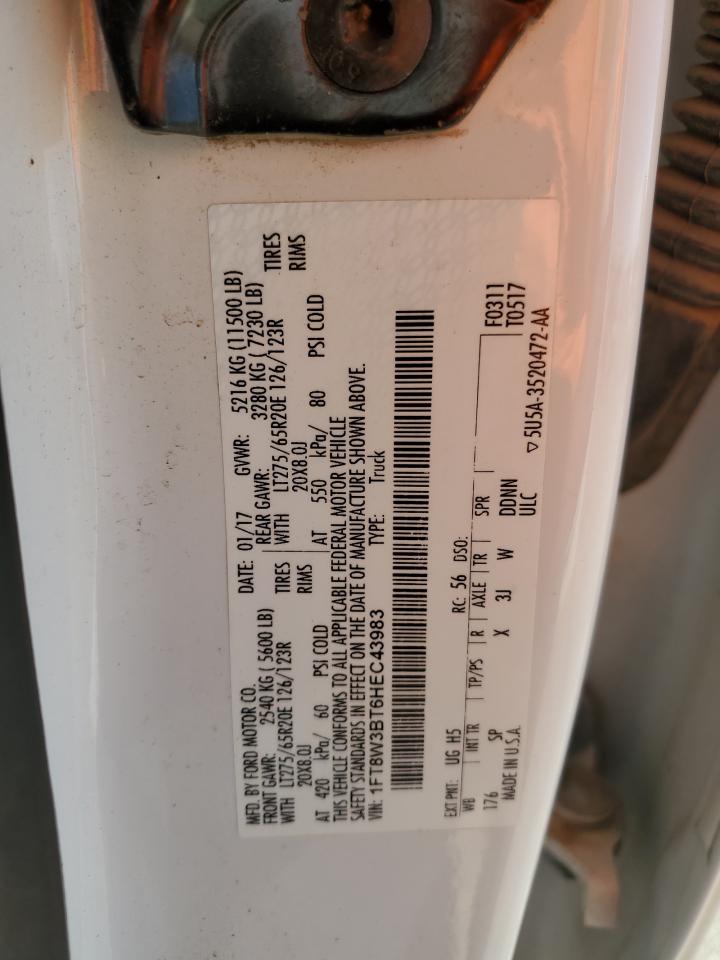 MFD. BY FORD MOTOR CO. DATE: 01/17 GVWR: 5216 KG (11500 LB)
FRONT GAWR: 2540 KG ( 5600 LB) REAR GAWR: 3280 KG ( 7230 LB)
WITH LT275/65R20E 126/123R TIRES WITH LT275/65R20E 126/123R TIRES
20X8.0J RIMS 20X8.0J RIMS
AT 420 kPa/ 60 PSI COLD AT 550 kPa/ 80 PSI COLD
THIS VEHICLE CONFORMS TO ALL APPLICABLE FEDERAL MOTOR VEHICLE
SAFETY STANDARDS IN EFFECT ON THE DATE OF MANUFACTURE SHOWN ABOVE.
VIN: 1FT8W3BT6HEC43983 TYPE: Truck
EXT PNT: UG H5 RC: 56 DSO: F0311
WB INT TR TP/PS R AXLE TR SPR T0517
176 SP X 3J W DDNN
ULC
MADE IN U.S.A. ▽ 5U5A-3520472-AA